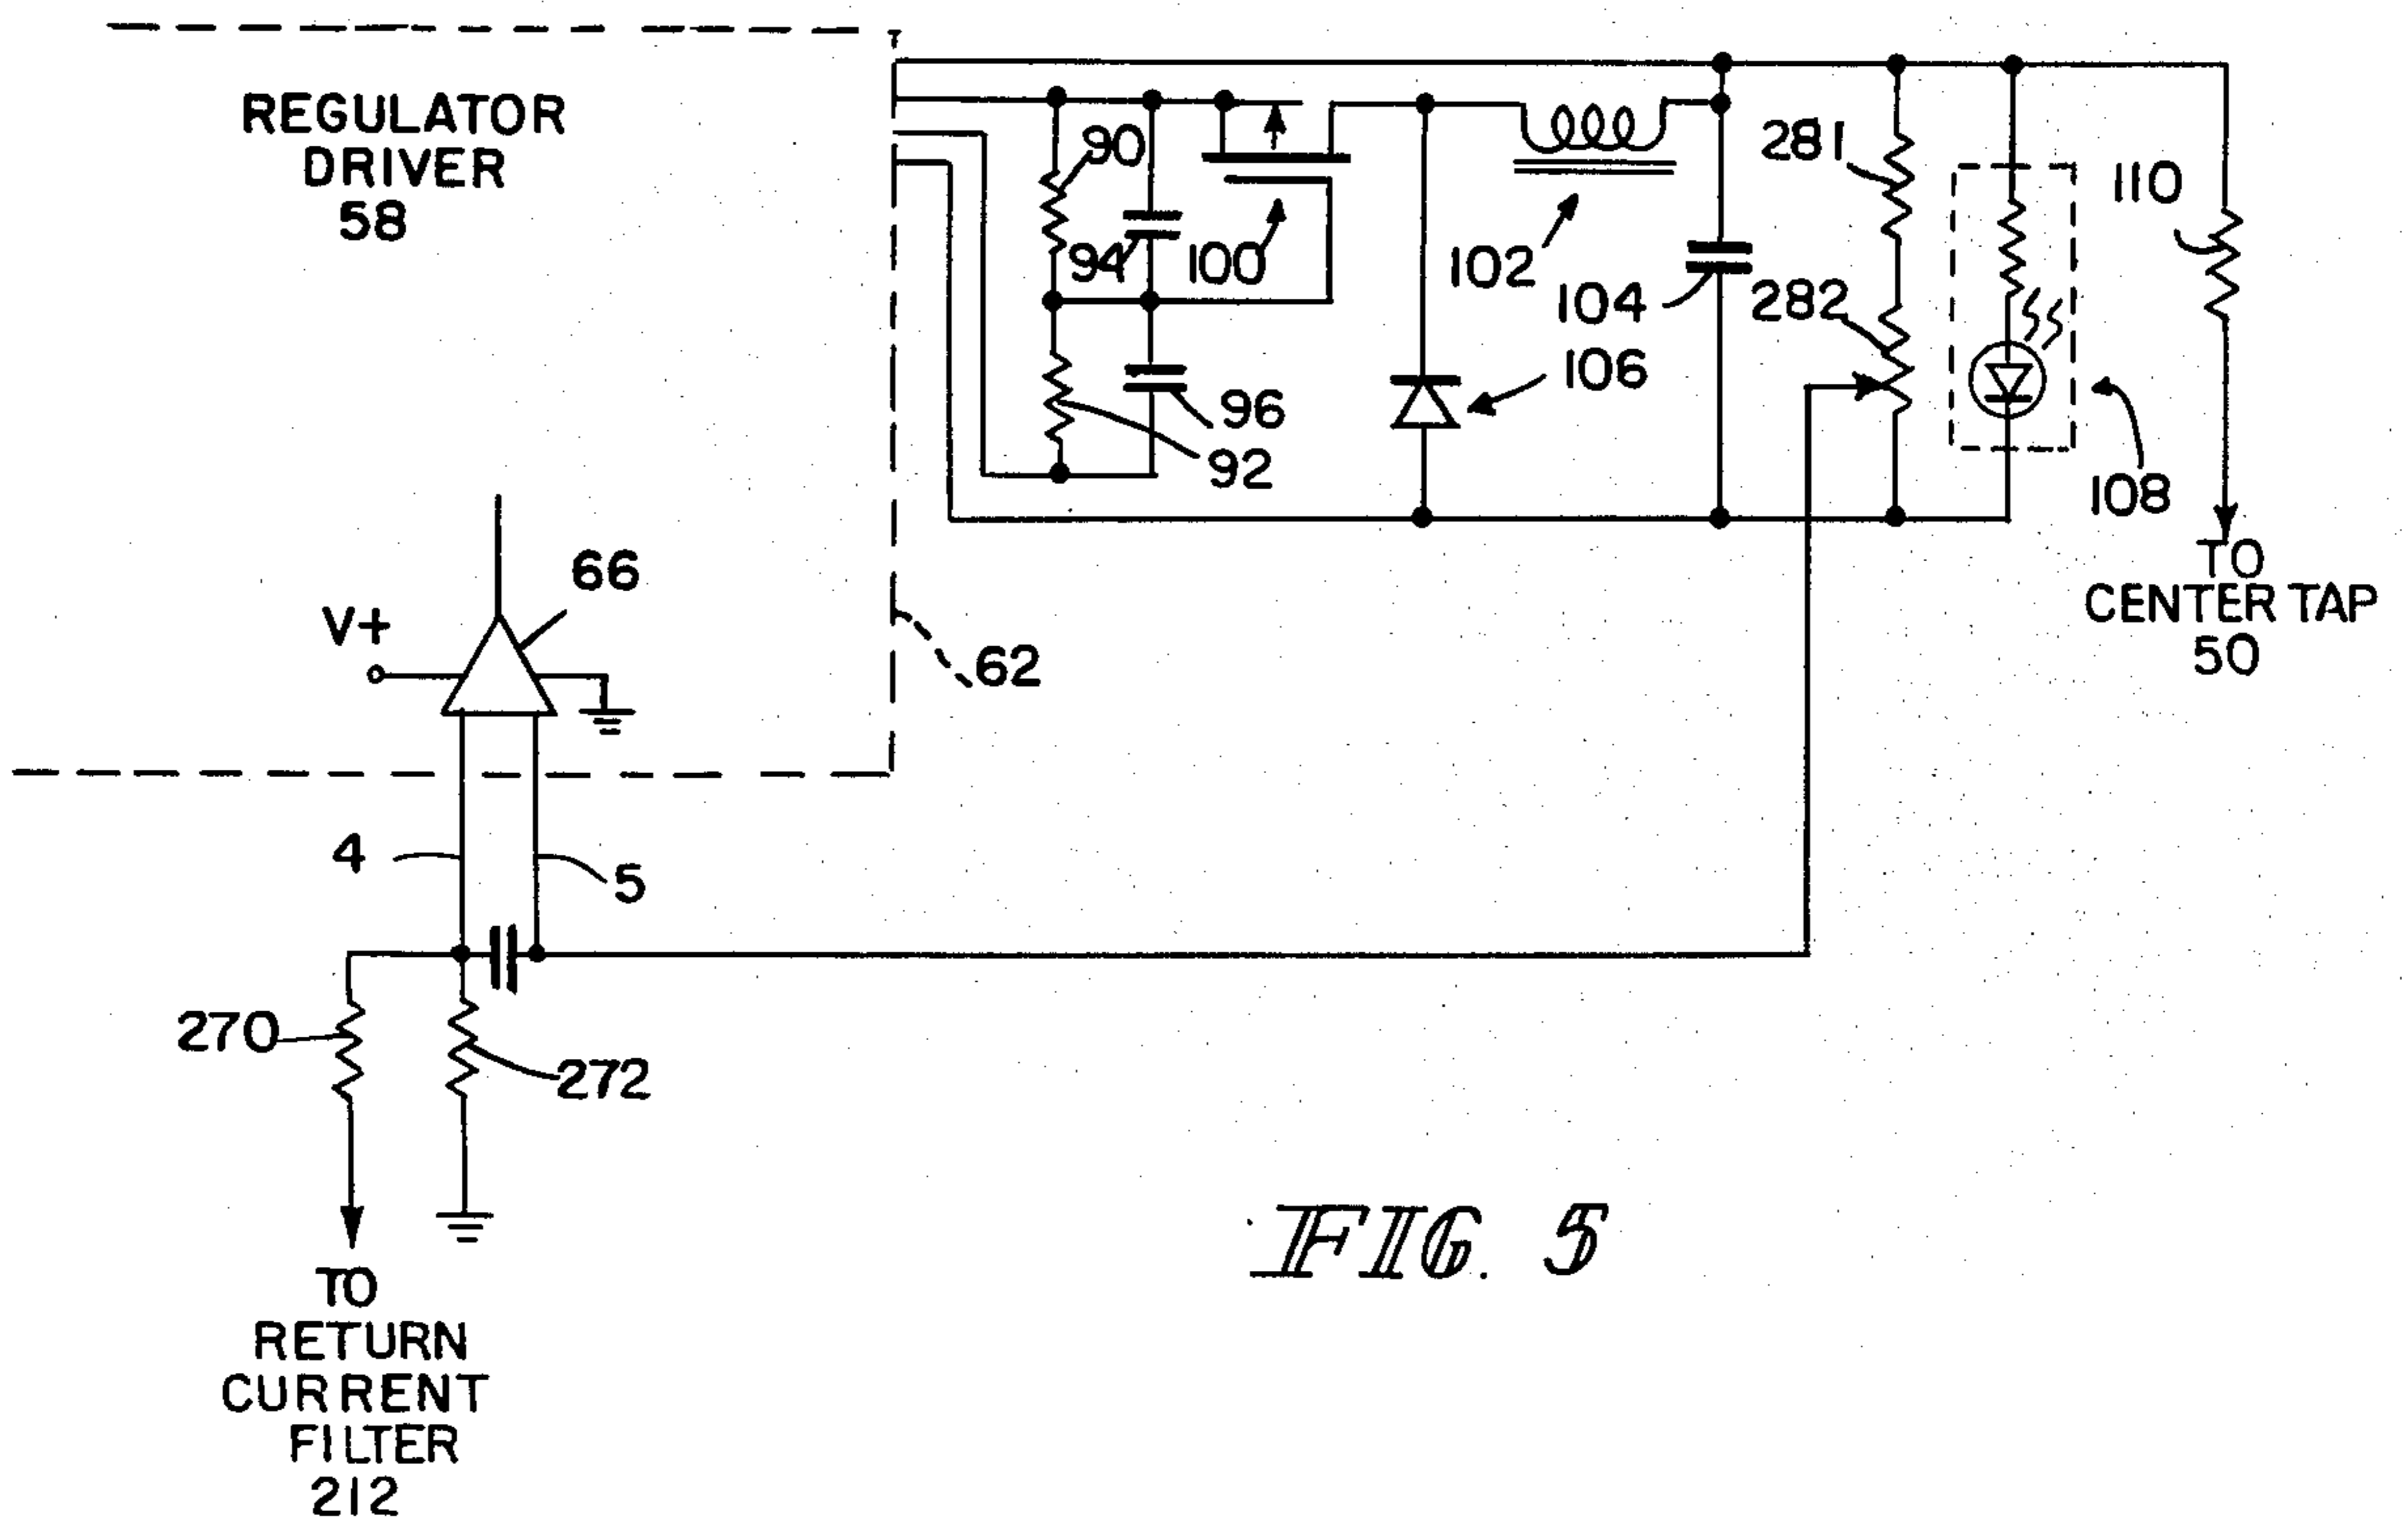 REGULATOR
DRIVER
58
90
94
100
102
104
106
96
92
281
282
110
108
TO
CENTER TAP
50
66
V+
62
4
5
270
272
TO
RETURN
CURRENT
FILTER
212
FIG. 5